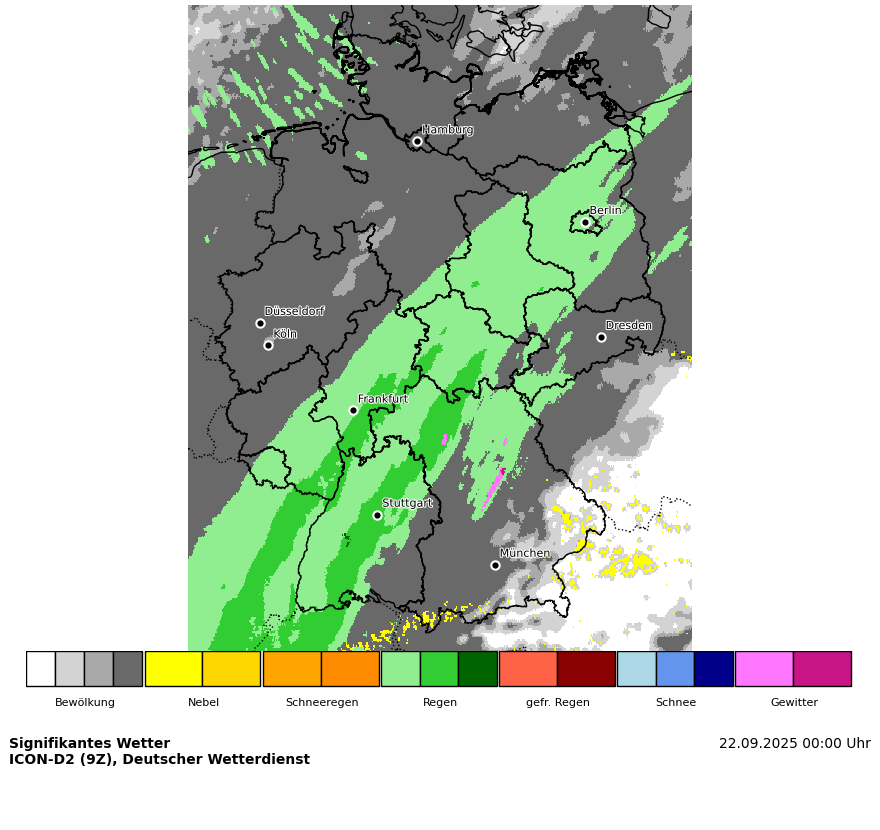 Hamburg
Berlin
Düsseldorf
Köln
Dresden
Frankfurt
Stuttgart
München
Bewölkung Nebel Schneeregen Regen gefr. Regen Schnee Gewitter
Signifikantes Wetter 22.09.2025 00:00 Uhr
ICON-D2 (9Z), Deutscher Wetterdienst